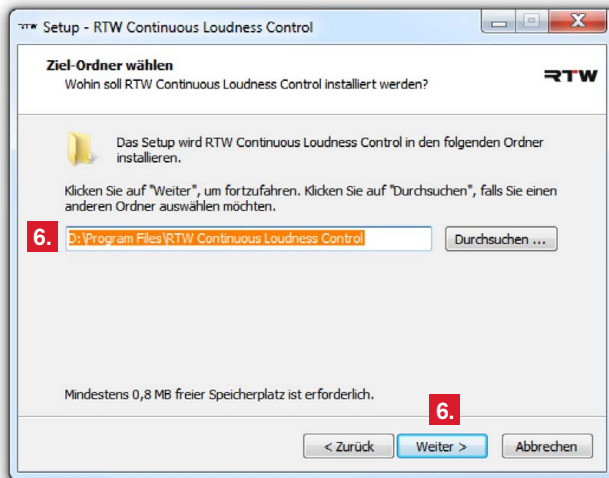 RTW Setup - RTW Continuous Loudness Control
Ziel-Ordner wählen
Wohin soll RTW Continuous Loudness Control installiert werden?
RTW
Das Setup wird RTW Continuous Loudness Control in den folgenden Ordner
installieren.
Klicken Sie auf "Weiter", um fortzufahren. Klicken Sie auf "Durchsuchen", falls Sie einen
anderen Ordner auswählen möchten.
6. D:\Program Files\RTW Continuous Loudness Control Durchsuchen ...
Mindestens 0,8 MB freier Speicherplatz ist erforderlich.
6.
< Zurück Weiter > Abbrechen